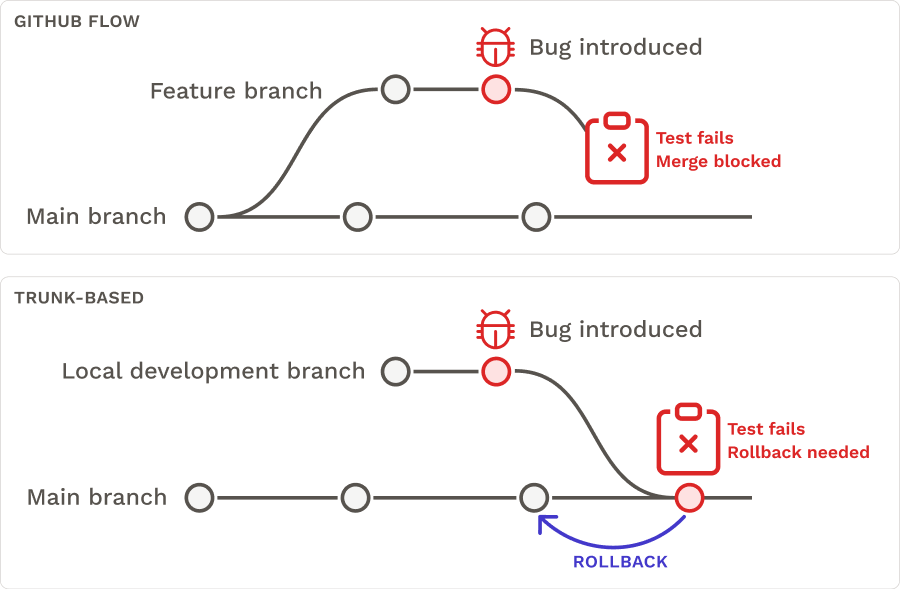 GITHUB FLOW
Bug introduced
Feature branch
Test fails
Merge blocked
Main branch
TRUNK-BASED
Bug introduced
Local development branch
Test fails
Rollback needed
Main branch
ROLLBACK